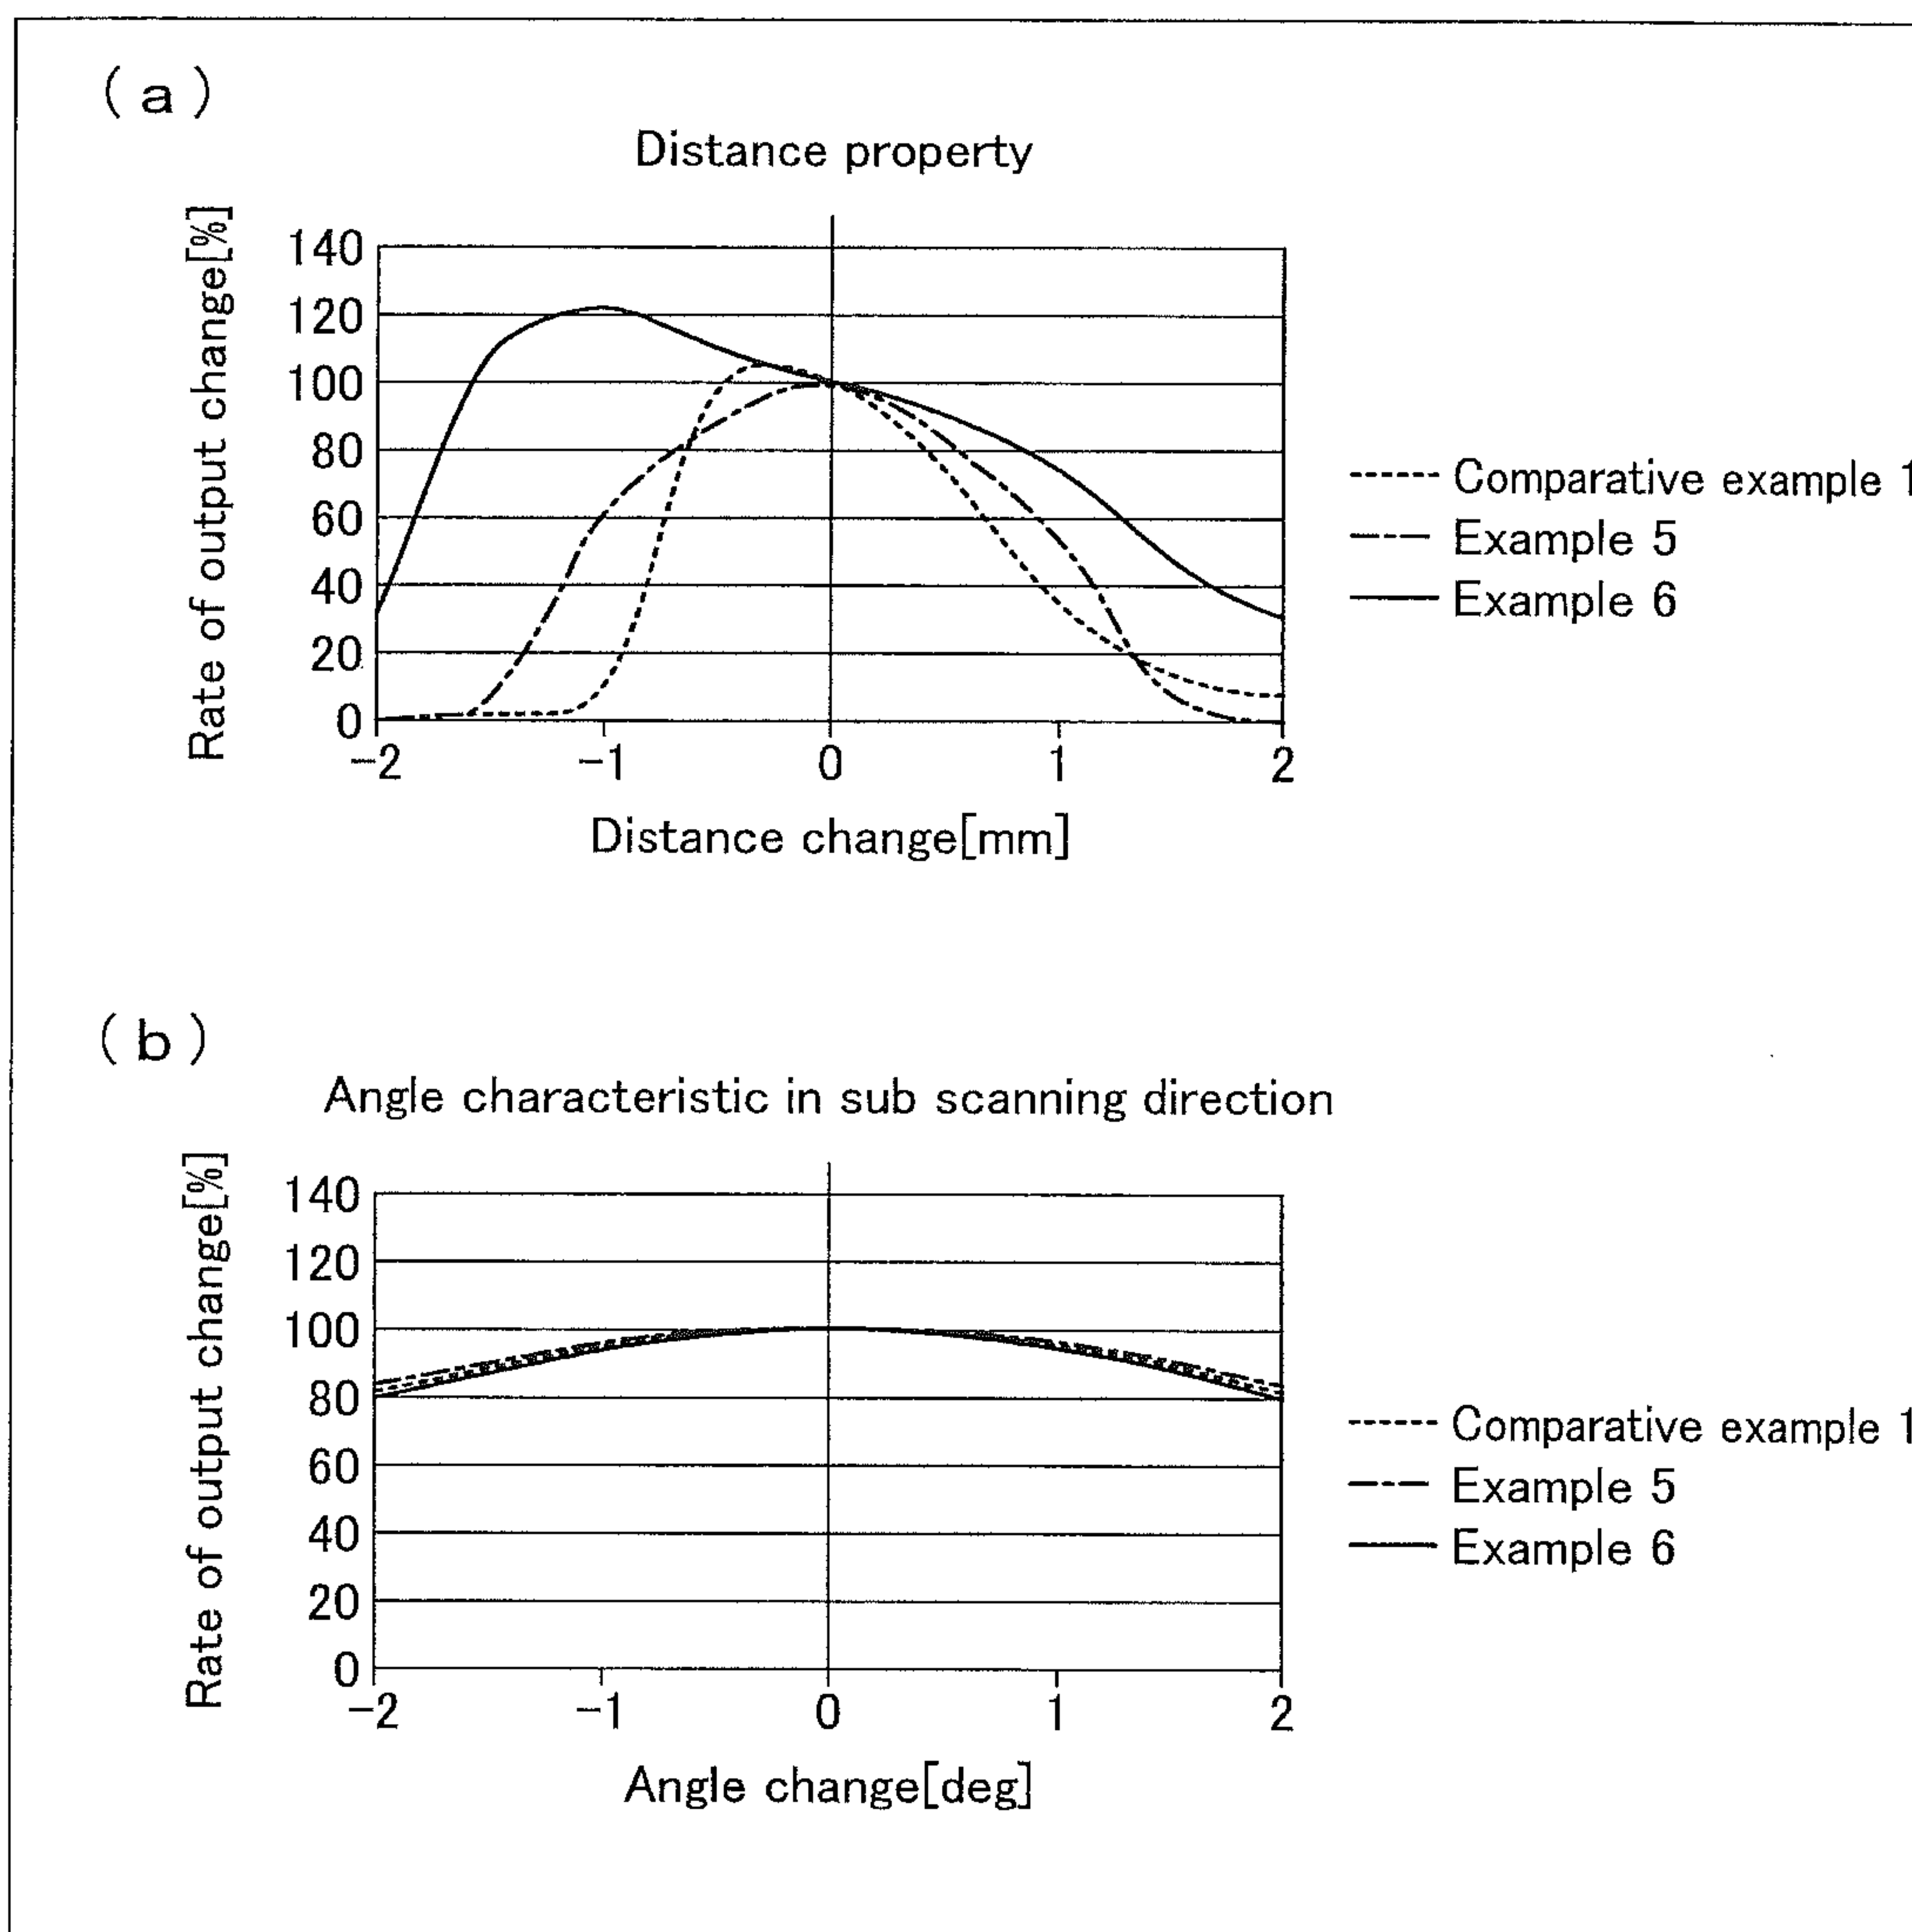 (a)
Distance property
Rate of output change[%]
140
120
100
80
60
40
20
0
-2 -1 0 1 2
Distance change[mm]
Comparative example 1
Example 5
Example 6
(b)
Angle characteristic in sub scanning direction
Rate of output change[%]
140
120
100
80
60
40
20
0
-2 -1 0 1 2
Angle change[deg]
Comparative example 1
Example 5
Example 6